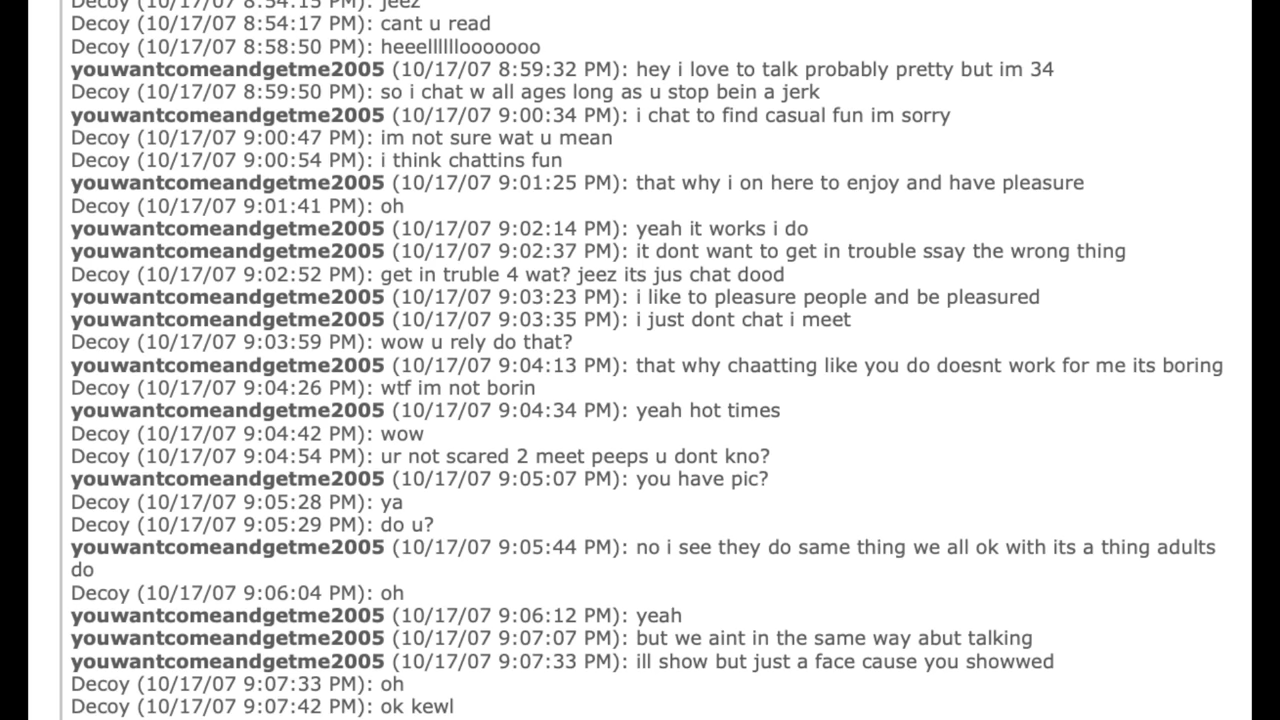 Decoy (10/17/07 8:54:15 PM): jeez
Decoy (10/17/07 8:54:17 PM): cant u read
Decoy (10/17/07 8:58:50 PM): heeelllllloooooooo
youwantcomeandgetme2005 (10/17/07 8:59:32 PM): hey i love to talk probably pretty but im 34
Decoy (10/17/07 8:59:50 PM): so i chat w all ages long as u stop bein a jerk
youwantcomeandgetme2005 (10/17/07 9:00:34 PM): i chat to find casual fun im sorry
Decoy (10/17/07 9:00:47 PM): im not sure wat u mean
Decoy (10/17/07 9:00:54 PM): i think chattins fun
youwantcomeandgetme2005 (10/17/07 9:01:25 PM): that why i on here to enjoy and have pleasure
Decoy (10/17/07 9:01:41 PM): oh
youwantcomeandgetme2005 (10/17/07 9:02:14 PM): yeah it works i do
youwantcomeandgetme2005 (10/17/07 9:02:37 PM): it dont want to get in trouble ssay the wrong thing
Decoy (10/17/07 9:02:52 PM): get in truble 4 wat? jeez its jus chat dood
youwantcomeandgetme2005 (10/17/07 9:03:23 PM): i like to pleasure people and be pleasured
youwantcomeandgetme2005 (10/17/07 9:03:35 PM): i just dont chat i meet
Decoy (10/17/07 9:03:59 PM): wow u rely do that?
youwantcomeandgetme2005 (10/17/07 9:04:13 PM): that why chaatting like you do doesnt work for me its boring
Decoy (10/17/07 9:04:26 PM): wtf im not borin
youwantcomeandgetme2005 (10/17/07 9:04:34 PM): yeah hot times
Decoy (10/17/07 9:04:42 PM): wow
Decoy (10/17/07 9:04:54 PM): ur not scared 2 meet peeps u dont kno?
youwantcomeandgetme2005 (10/17/07 9:05:07 PM): you have pic?
Decoy (10/17/07 9:05:28 PM): ya
Decoy (10/17/07 9:05:29 PM): do u?
youwantcomeandgetme2005 (10/17/07 9:05:44 PM): no i see they do same thing we all ok with its a thing adults
do
Decoy (10/17/07 9:06:04 PM): oh
youwantcomeandgetme2005 (10/17/07 9:06:12 PM): yeah
youwantcomeandgetme2005 (10/17/07 9:07:07 PM): but we aint in the same way abut talking
youwantcomeandgetme2005 (10/17/07 9:07:33 PM): ill show but just a face cause you showwed
Decoy (10/17/07 9:07:33 PM): oh
Decoy (10/17/07 9:07:42 PM): ok kewl